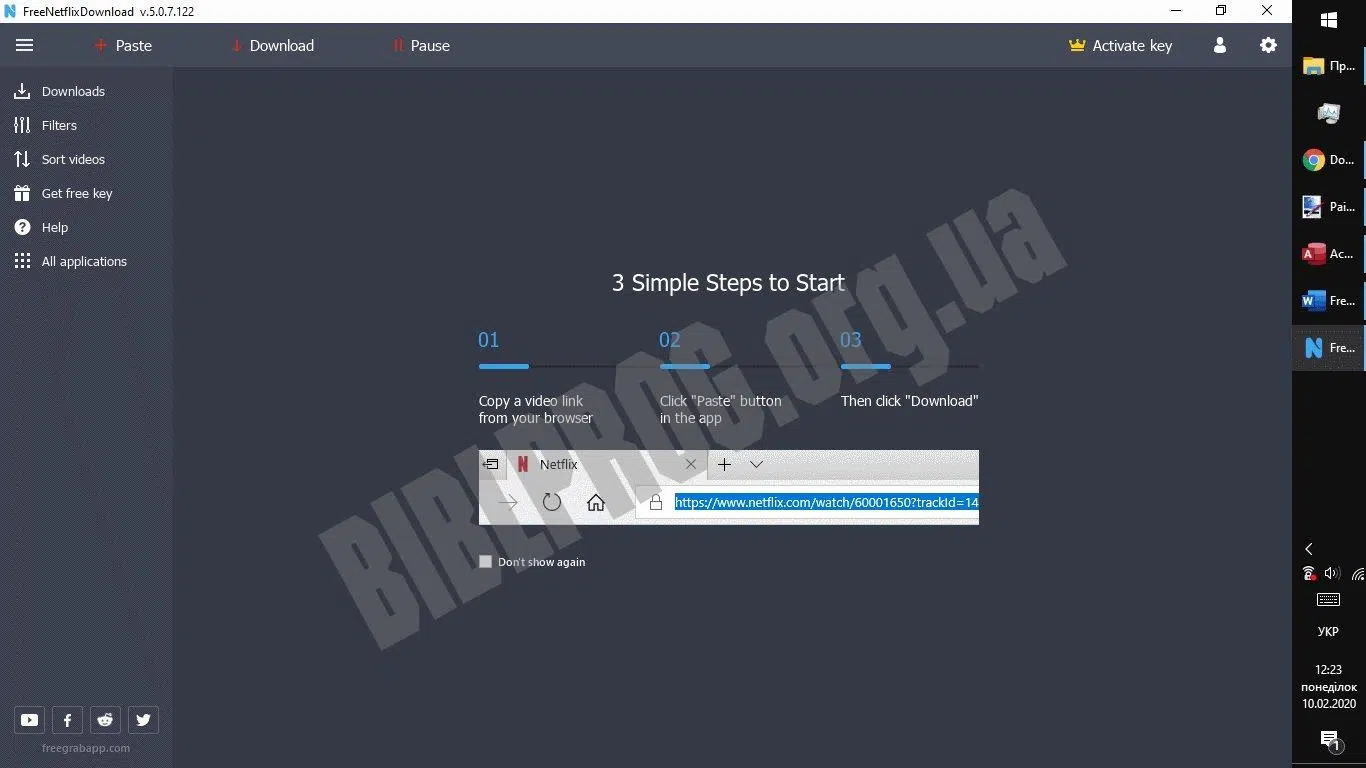 FreeNetflixDownload v.5.0.7.122
Paste
Download
Pause
Activate key
Downloads
Filters
Sort videos
Get free key
Help
All applications
3 Simple Steps to Start
01
02
03
Copy a video link
from your browser
Click "Paste" button
in the app
Then click "Download"
Netflix
https://www.netflix.com/watch/60001650?trackId=14
Don't show again
BIBLPROG.org.ua
freegrabapp.com
Пр...
Do...
Pai...
Ac...
Fre...
Fre...
УКР
12:23
понеділок
10.02.2020
1